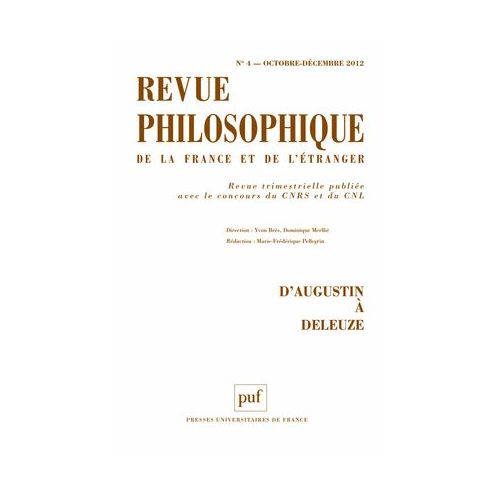 N° 4 — OCTOBRE-DÉCEMBRE 2012
REVUE
PHILOSOPHIQUE
DE LA FRANCE ET DE L'ÉTRANGER
Revue trimestrielle publiée
avec le concours du CNRS et du CNL
Direction : Yvon Brès, Dominique Merllié
Rédaction : Marie-Frédérique Pellegrin
D'AUGUSTIN
À
DELEUZE
puf
PRESSES UNIVERSITAIRES DE FRANCE